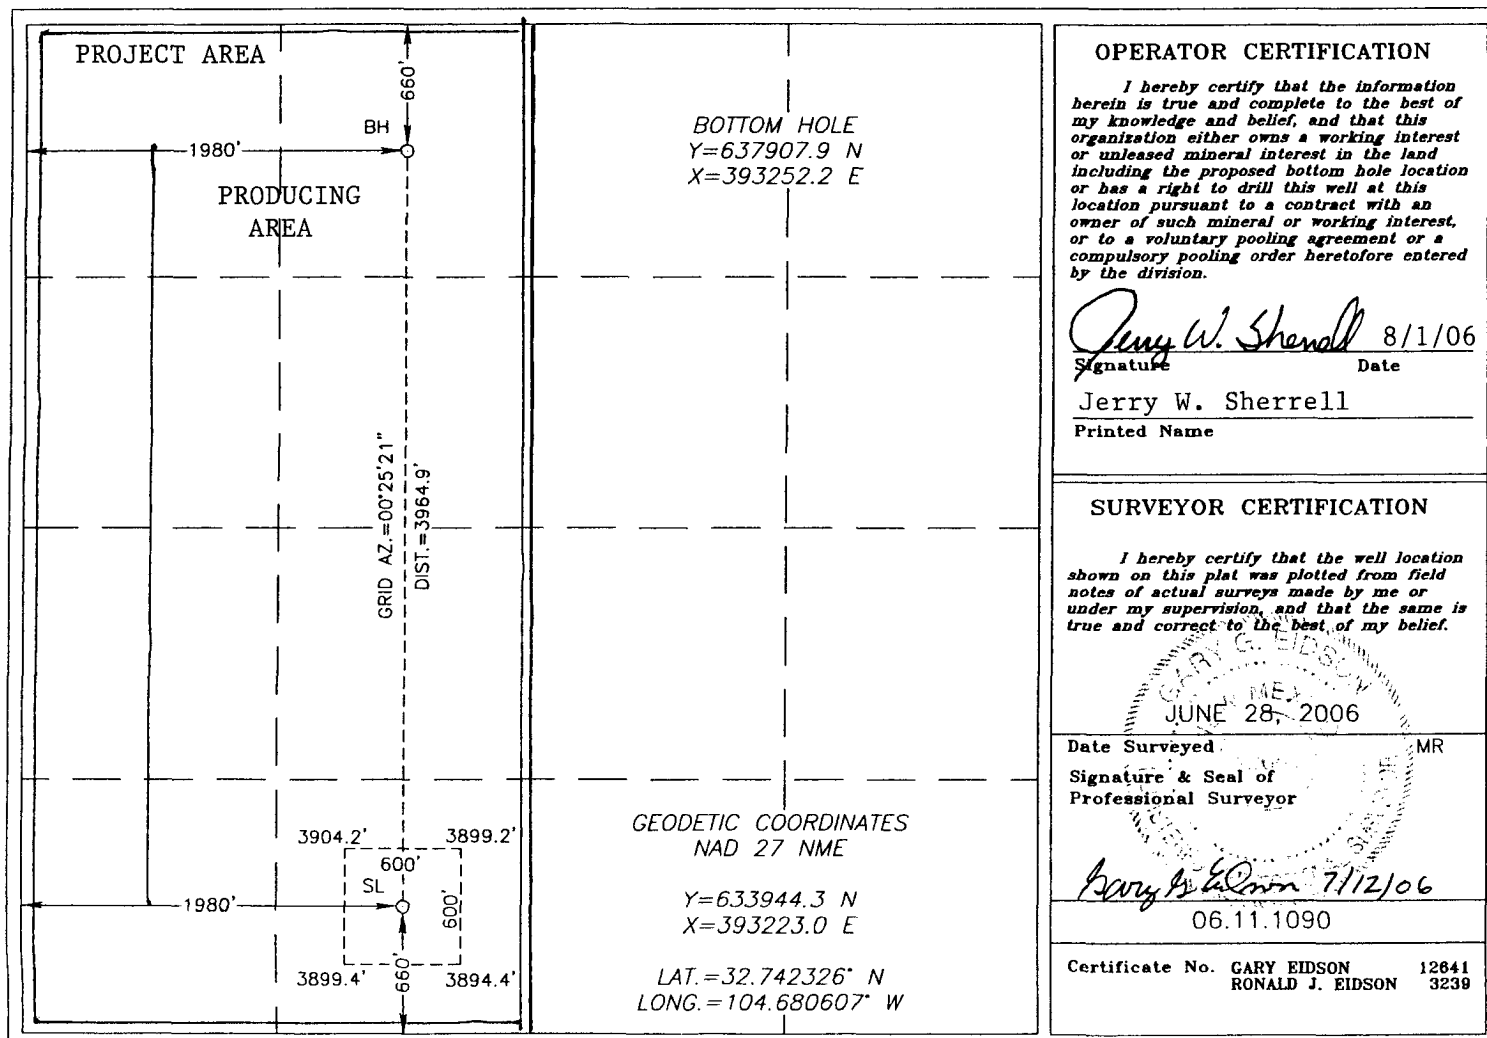 PROJECT AREA
660'
BH
1980'
PRODUCING
AREA
GRID AZ.=00°25'21"
DIST.=3964.9'
3904.2'
3899.2'
600'
SL
600'
1980'
3899.4'
660'
3894.4'
BOTTOM HOLE
Y=637907.9 N
X=393252.2 E
GEODETIC COORDINATES
NAD 27 NME
Y=633944.3 N
X=393223.0 E
LAT.=32.742326° N
LONG.=104.680607° W
OPERATOR CERTIFICATION
I hereby certify that the information
herein is true and complete to the best of
my knowledge and belief, and that this
organization either owns a working interest
or unleased mineral interest in the land
including the proposed bottom hole location
or has a right to drill this well at this
location pursuant to a contract with an
owner of such mineral or working interest,
or to a voluntary pooling agreement or a
compulsory pooling order heretofore entered
by the division.
Jerry W. Sherrell 8/1/06
Signature Date
Jerry W. Sherrell
Printed Name
SURVEYOR CERTIFICATION
I hereby certify that the well location
shown on this plat was plotted from field
notes of actual surveys made by me or
under my supervision, and that the same is
true and correct to the best of my belief.
GARY G. EIDSON
NEW MEXICO
JUNE 28, 2006
Date Surveyed MR
Signature & Seal of
Professional Surveyor
Gary G Eidson 7/12/06
06.11.1090
Certificate No. GARY EIDSON 12641
RONALD J. EIDSON 3239